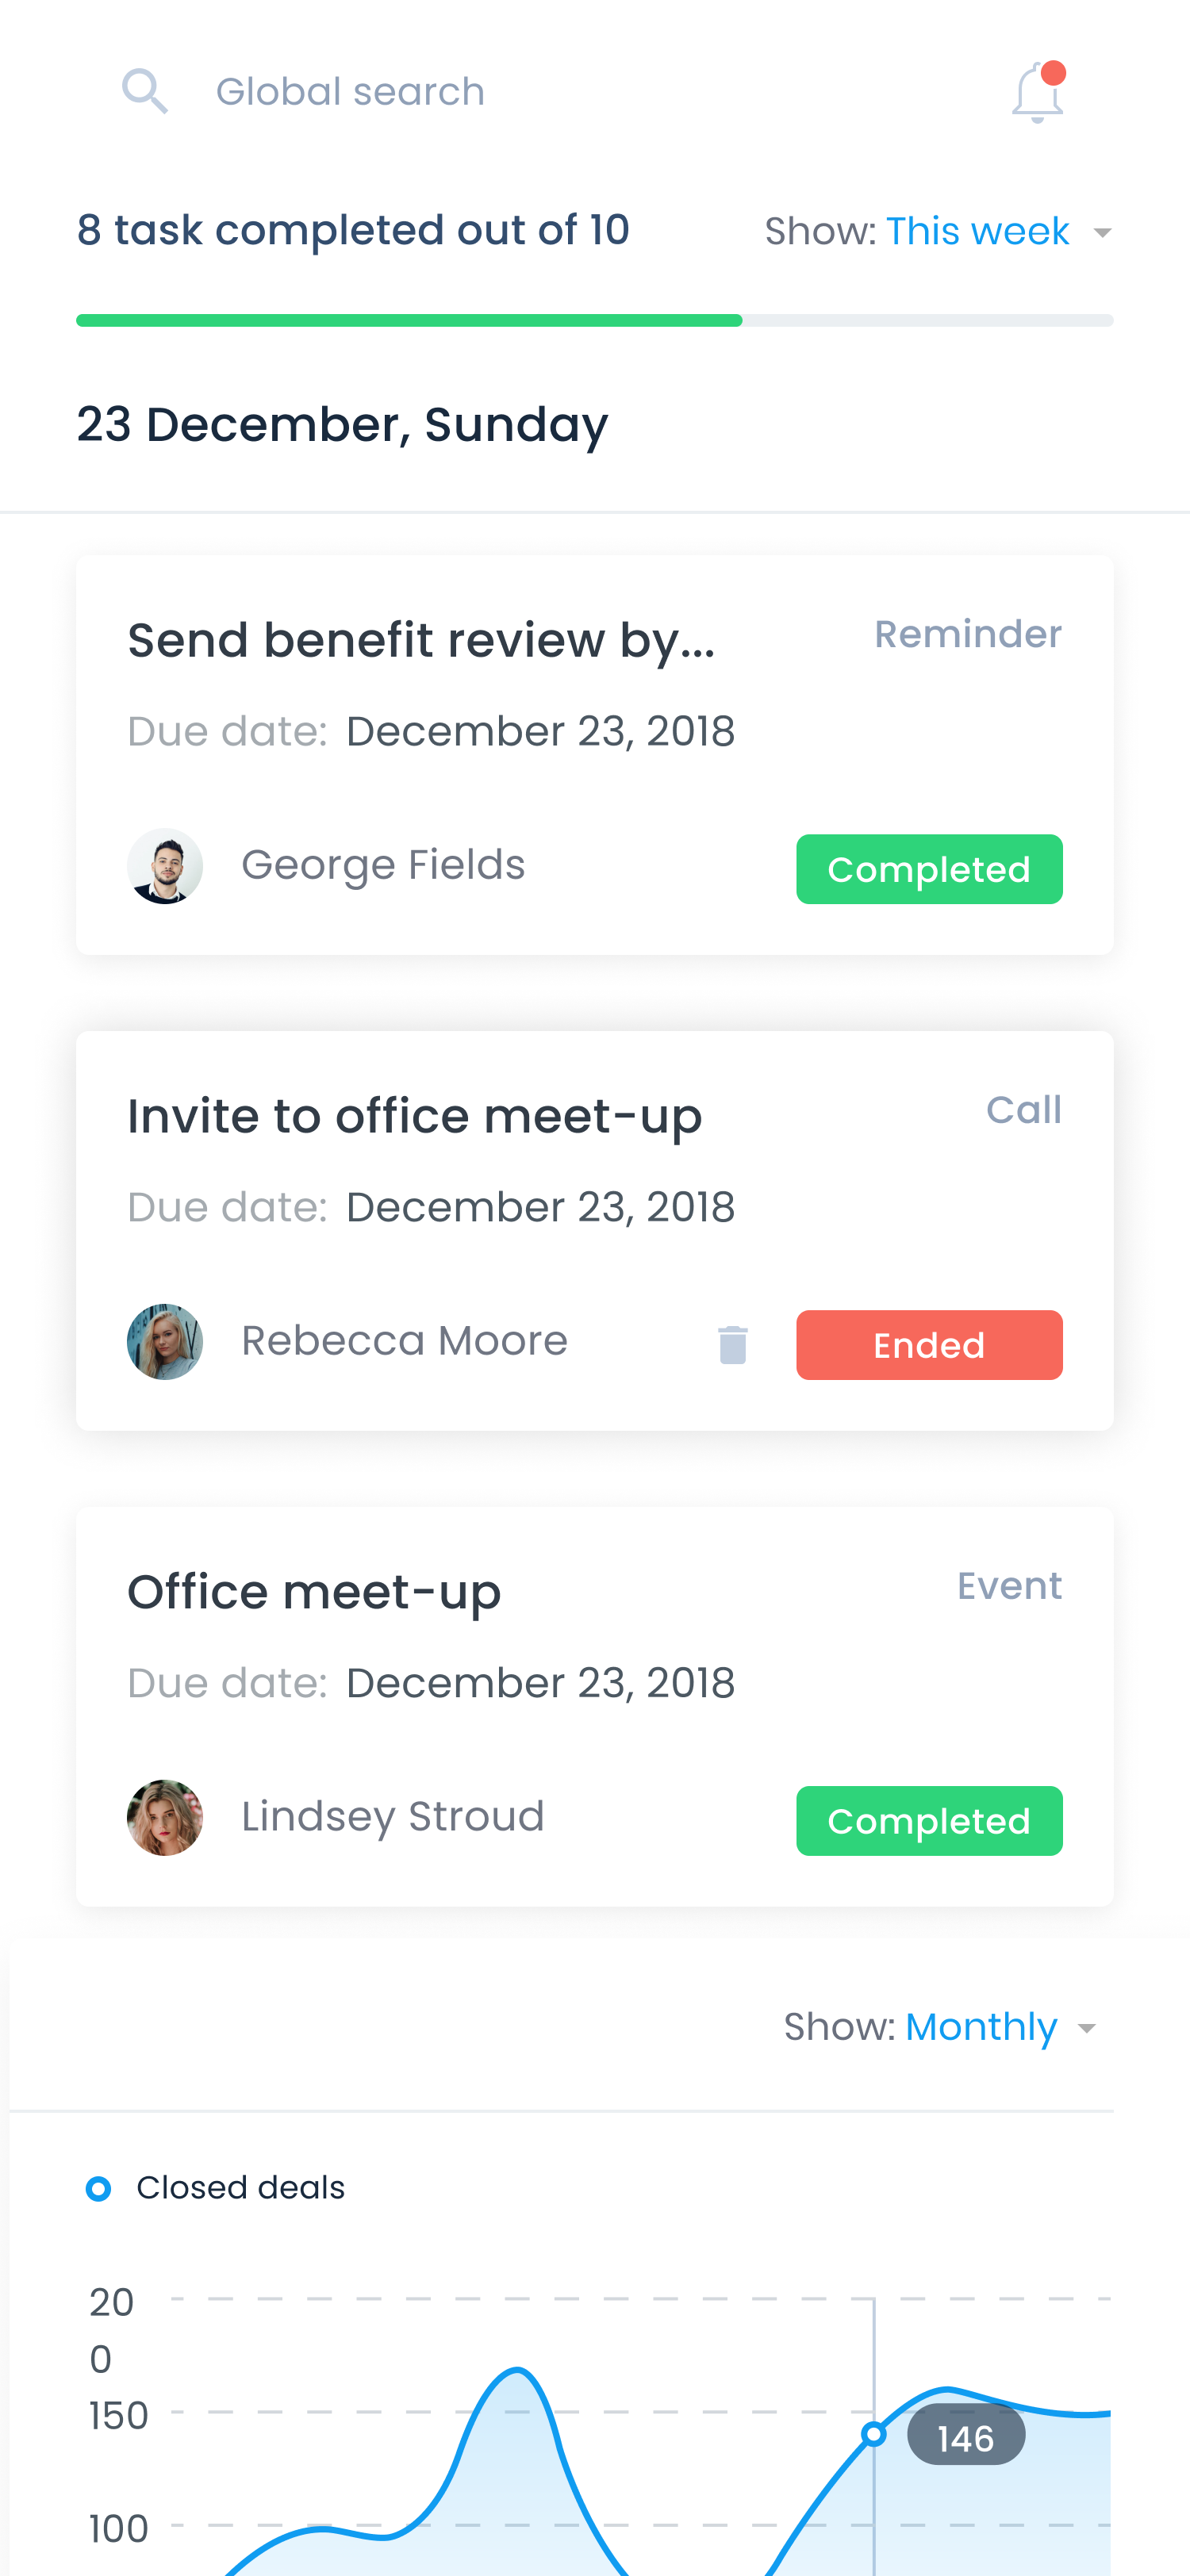 Global search
8 task completed out of 10
Show: This week
23 December, Sunday
Send benefit review by...
Reminder
Due date: December 23, 2018
George Fields
Completed
Invite to office meet-up
Call
Due date: December 23, 2018
Rebecca Moore
Ended
Office meet-up
Event
Due date: December 23, 2018
Lindsey Stroud
Completed
Show: Monthly
Closed deals
20
0
150
146
100